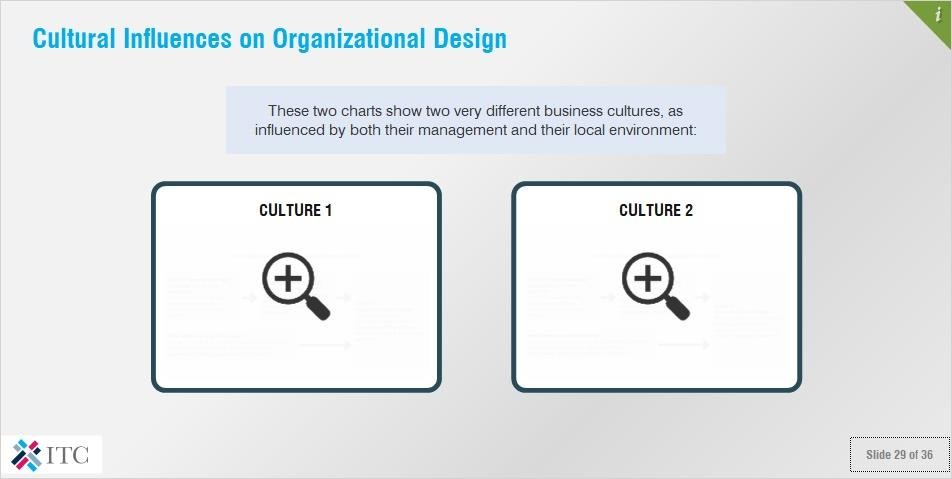 i
Cultural Influences on Organizational Design
These two charts show two very different business cultures, as
influenced by both their management and their local environment:
CULTURE 1
CULTURE 2
ITC
Slide 29 of 36